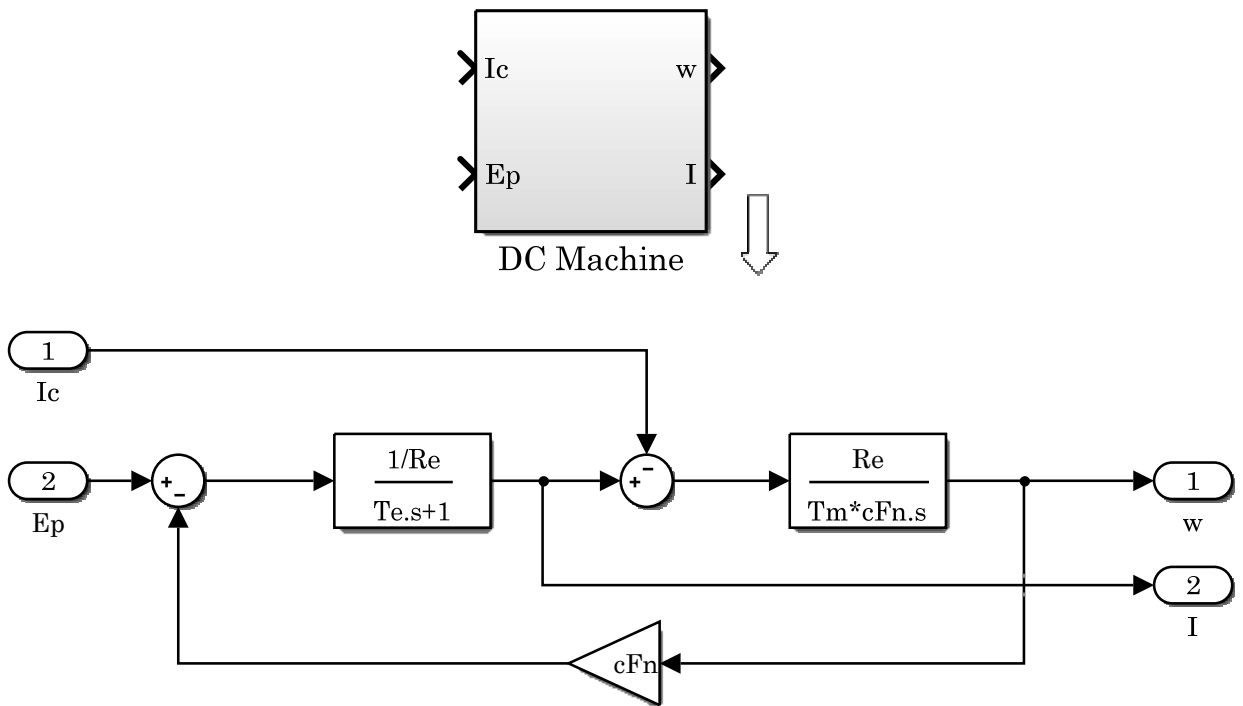 Ic
w
Ep
I
DC Machine
1
Ic
2
Ep
+
−
1/Re
Te.s+1
−
+
Re
Tm*cFn.s
1
w
2
I
cFn